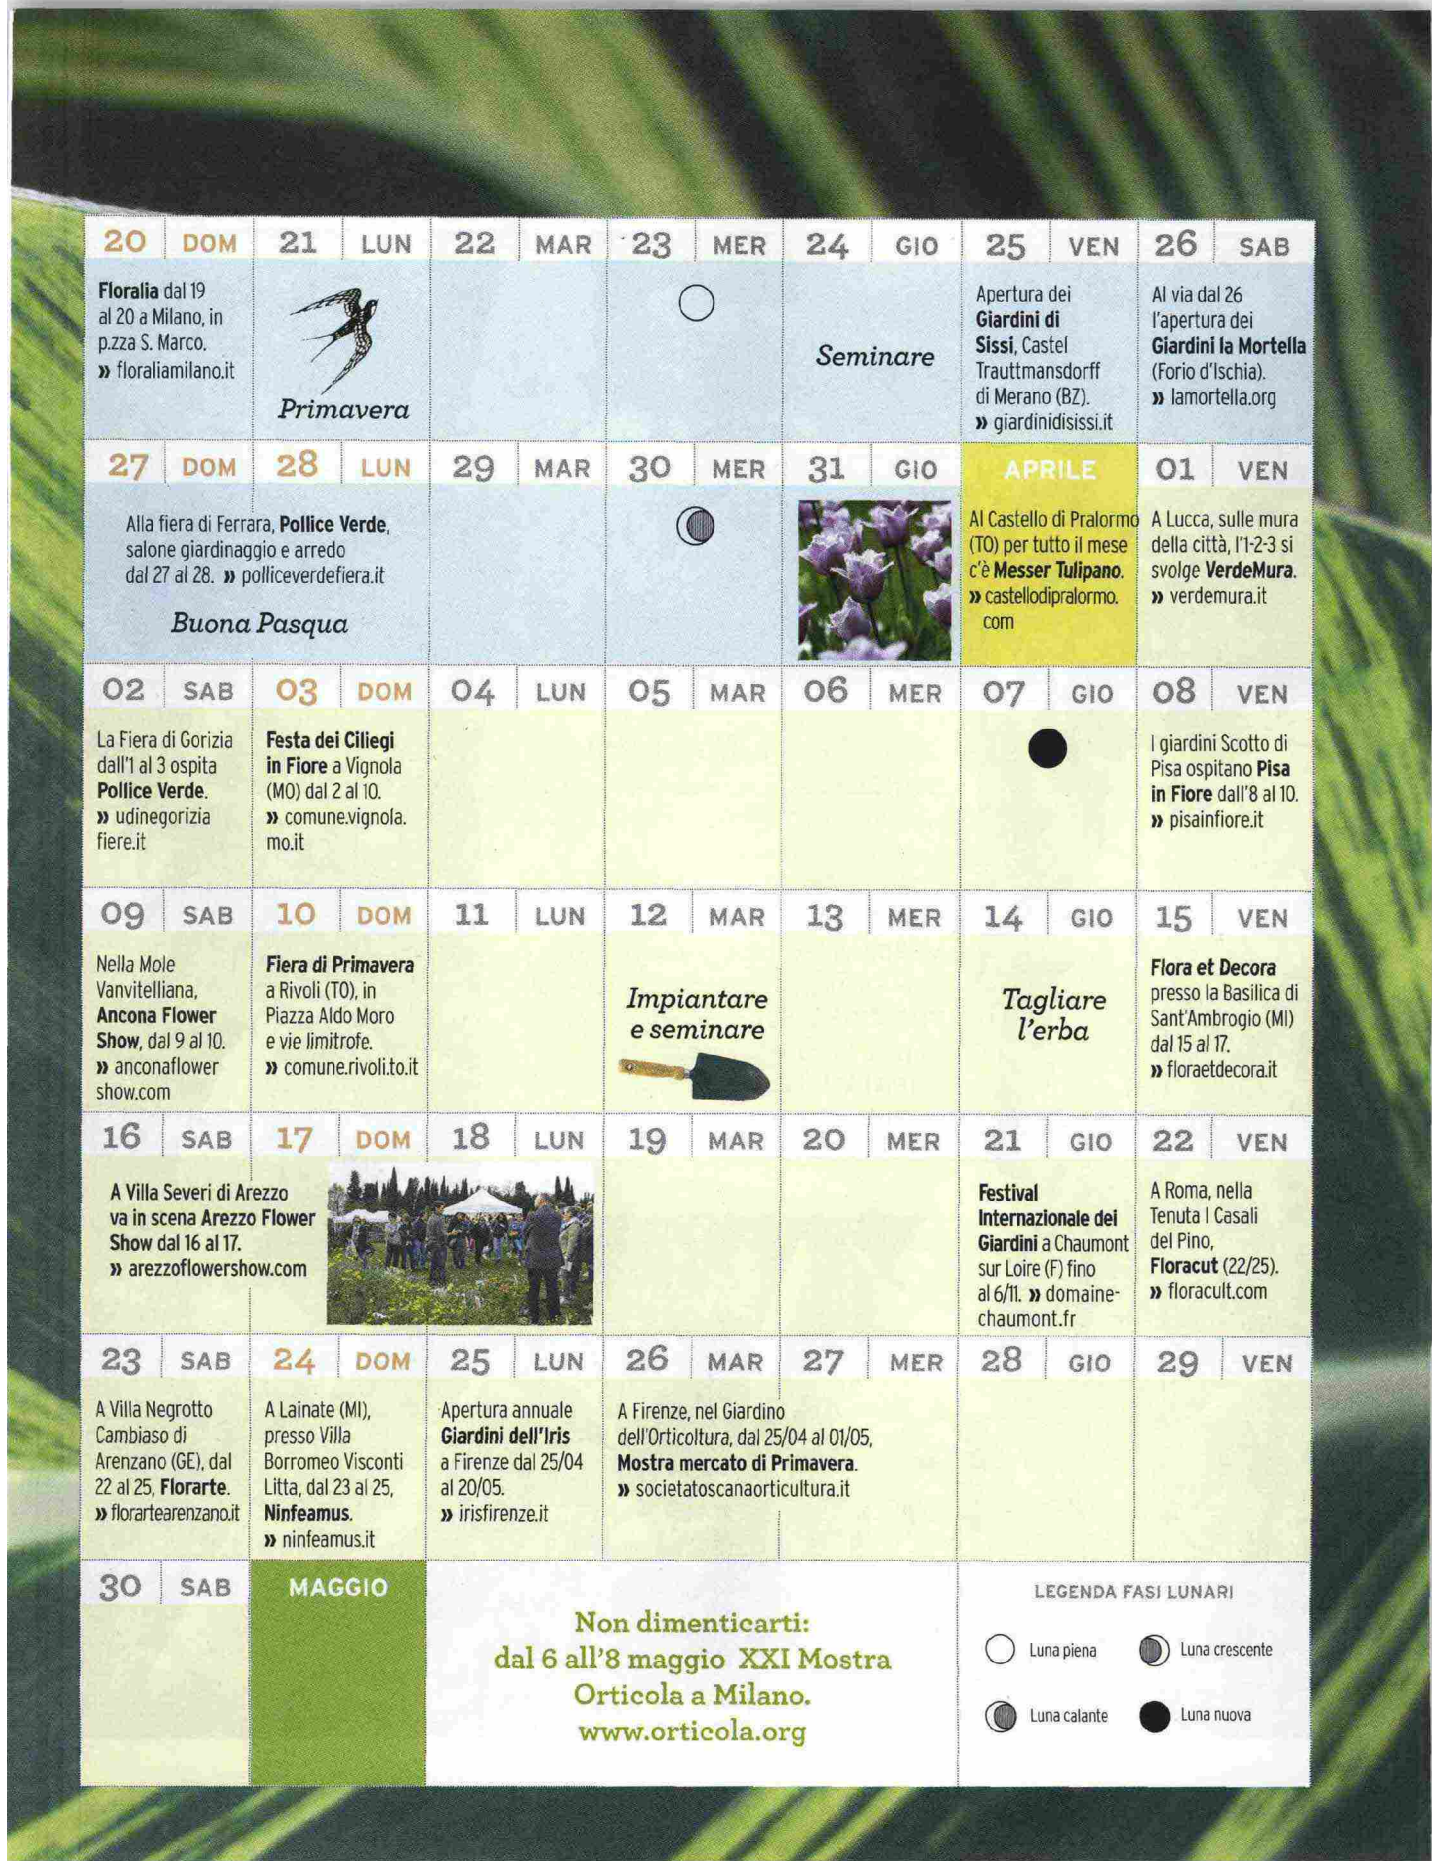 20 DOM 21 LUN 22 MAR 23 MER 24 GIO 25 VEN 26 SAB
Floralia dal 19
al 20 a Milano, in
p.zza S. Marco.
» floraliamilano.it
Primavera
Seminare
Apertura dei
Giardini di
Sissi, Castel
Trauttmansdorff
di Merano (BZ).
» giardinidisissi.it
Al via dal 26
l'apertura dei
Giardini la Mortella
(Forio d'Ischia).
» lamortella.org
27 DOM 28 LUN 29 MAR 30 MER 31 GIO APRILE 01 VEN
Alla fiera di Ferrara, Pollice Verde,
salone giardinaggio e arredo
dal 27 al 28. » polliceverdefiera.it
Buona Pasqua
Al Castello di Pralormo
(TO) per tutto il mese
c'è Messer Tulipano.
» castellodipralormo.
com
A Lucca, sulle mura
della città, l'1-2-3 si
svolge VerdeMura.
» verdemura.it
02 SAB 03 DOM 04 LUN 05 MAR 06 MER 07 GIO 08 VEN
La Fiera di Gorizia
dall'1 al 3 ospita
Pollice Verde.
» udinegorizia
fiere.it
Festa dei Ciliegi
in Fiore a Vignola
(MO) dal 2 al 10.
» comune.vignola.
mo.it
I giardini Scotto di
Pisa ospitano Pisa
in Fiore dall'8 al 10.
» pisainfiore.it
09 SAB 10 DOM 11 LUN 12 MAR 13 MER 14 GIO 15 VEN
Nella Mole
Vanvitelliana,
Ancona Flower
Show, dal 9 al 10.
» anconaflower
show.com
Fiera di Primavera
a Rivoli (TO), in
Piazza Aldo Moro
e vie limitrofe.
» comune.rivoli.to.it
Impiantare
e seminare
Tagliare
l'erba
Flora et Decora
presso la Basilica di
Sant'Ambrogio (MI)
dal 15 al 17.
» floraetdecora.it
16 SAB 17 DOM 18 LUN 19 MAR 20 MER 21 GIO 22 VEN
A Villa Severi di Arezzo
va in scena Arezzo Flower
Show dal 16 al 17.
» arezzoflowershow.com
Festival
Internazionale dei
Giardini a Chaumont
sur Loire (F) fino
al 6/11. » domaine-
chaumont.fr
A Roma, nella
Tenuta I Casali
del Pino,
Floracut (22/25).
» floracult.com
23 SAB 24 DOM 25 LUN 26 MAR 27 MER 28 GIO 29 VEN
A Villa Negrotto
Cambiaso di
Arenzano (GE), dal
22 al 25, Florarte.
» florartearenzano.it
A Lainate (MI),
presso Villa
Borromeo Visconti
Litta, dal 23 al 25,
Ninfeamus.
» ninfeamus.it
Apertura annuale
Giardini dell'Iris
a Firenze dal 25/04
al 20/05.
» irisfirenze.it
A Firenze, nel Giardino
dell'Orticoltura, dal 25/04 al 01/05,
Mostra mercato di Primavera.
» societatoscanaorticultura.it
30 SAB MAGGIO
Non dimenticarti:
dal 6 all'8 maggio XXI Mostra
Orticola a Milano.
www.orticola.org
LEGENDA FASI LUNARI
Luna piena
Luna crescente
Luna calante
Luna nuova